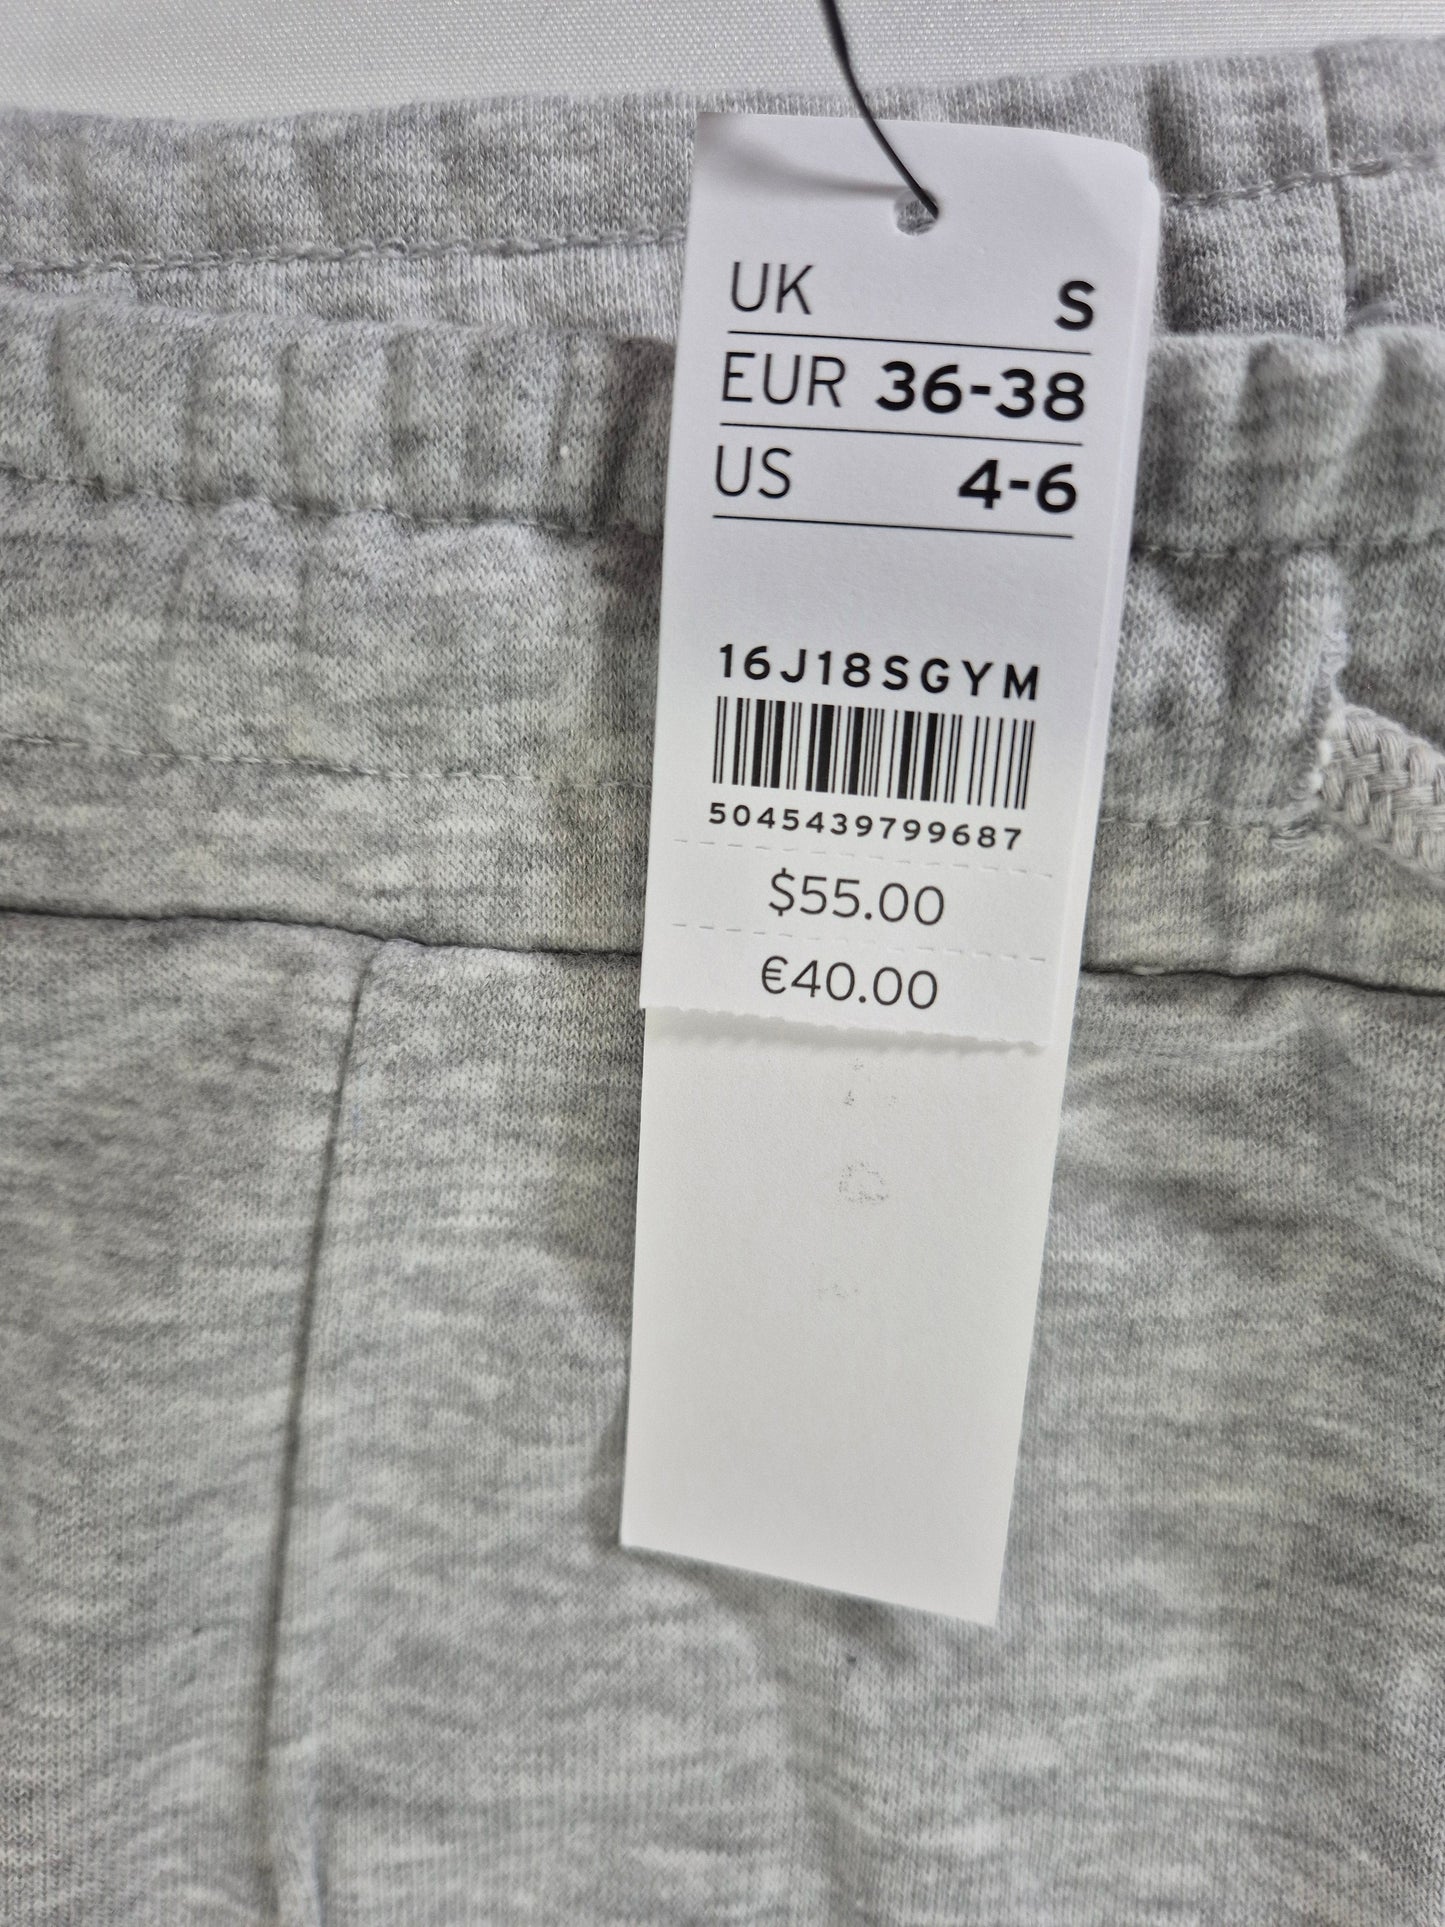 UK S
EUR 36-38
US 4-6
16J18SGYM
5045439799687
$55.00
€40.00